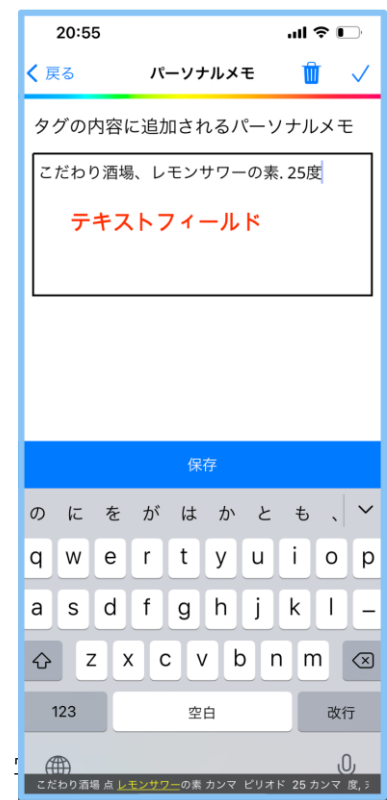 20:55
戻る パーソナルメモ
タグの内容に追加されるパーソナルメモ
こだわり酒場、レモンサワーの素. 25度
テキストフィールド
保存
の に を が は か と も 、
q w e r t y u i o p
a s d f g h j k l ー
z x c v b n m
123 空白 改行
こだわり酒場 点 レモンサワーの素 カンマ ピリオド 25 カンマ 度,